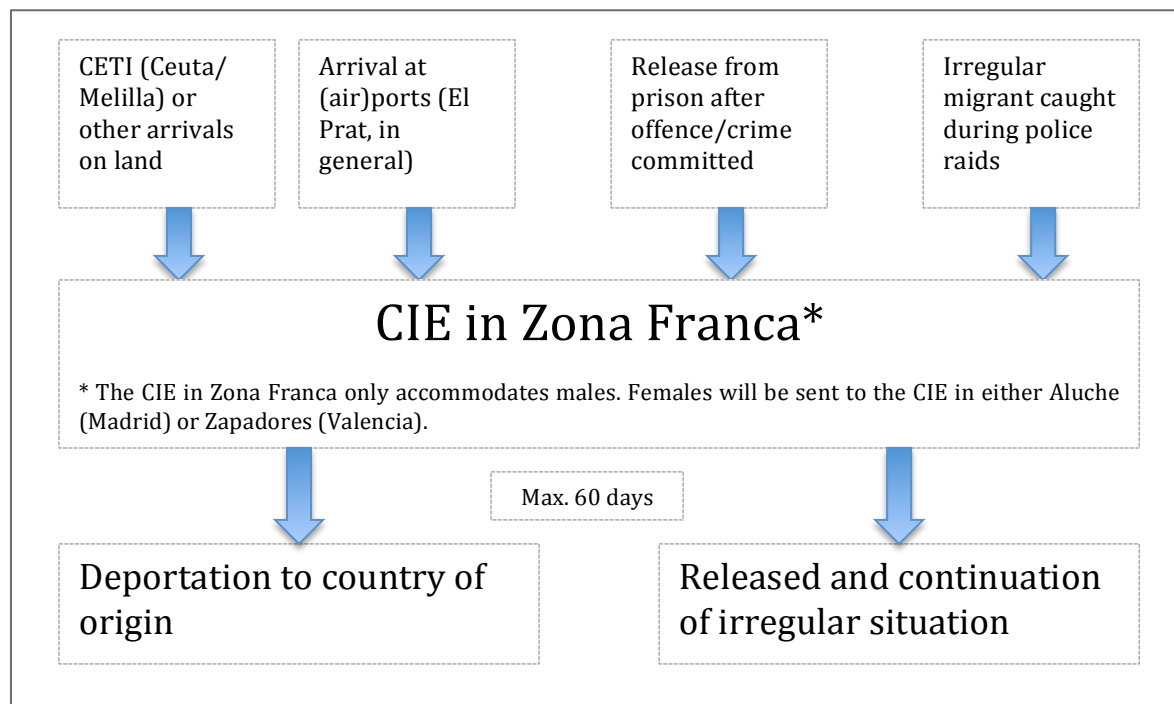 CETI (Ceuta/
Melilla) or
other arrivals
on land
Arrival at
(air)ports (El
Prat, in
general)
Release from
prison after
offence/crime
committed
Irregular
migrant caught
during police
raids
CIE in Zona Franca*
* The CIE in Zona Franca only accommodates males. Females will be sent to the CIE in either Aluche
(Madrid) or Zapadores (Valencia).
Max. 60 days
Deportation to country of
origin
Released and continuation
of irregular situation